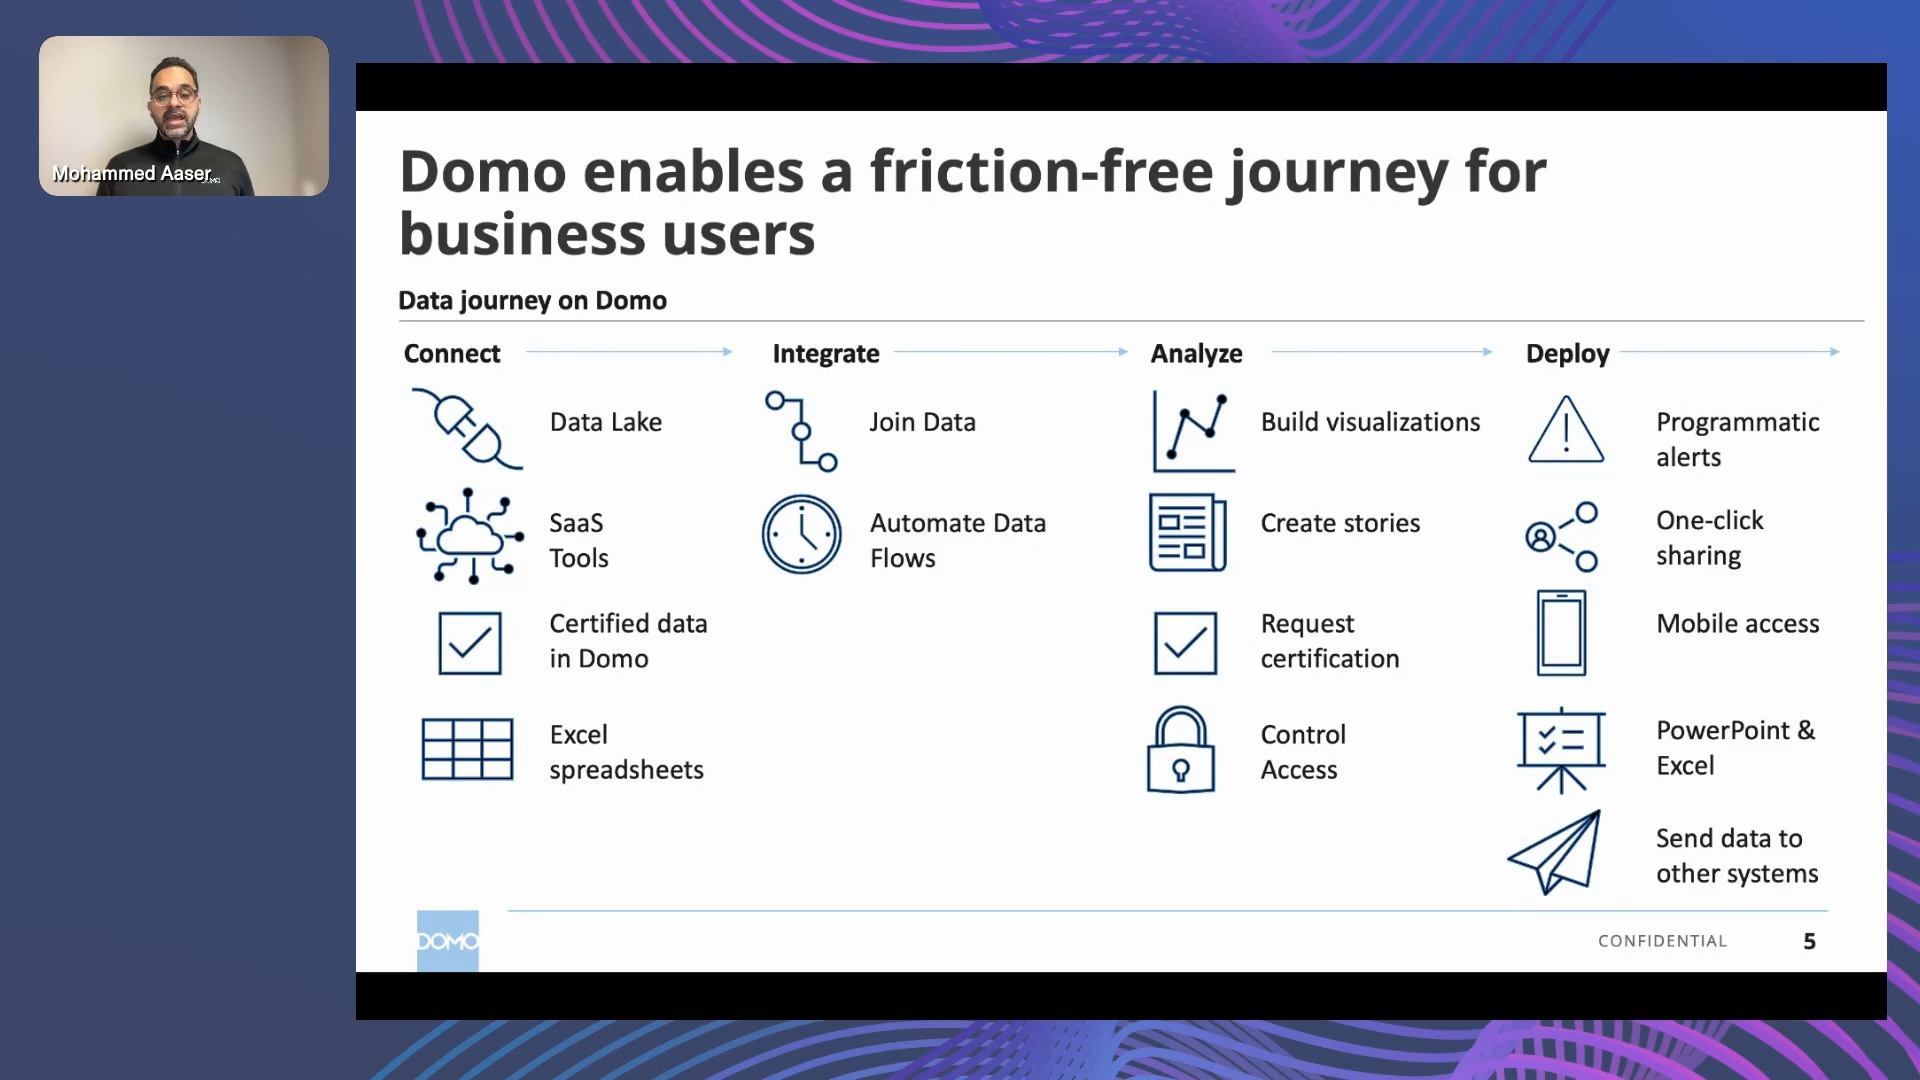 Mohammed Aaser
Domo enables a friction-free journey for
business users
Data journey on Domo
Connect
Data Lake
SaaS
Tools
Certified data
in Domo
Excel
spreadsheets
Integrate
Join Data
Automate Data
Flows
Analyze
Build visualizations
Create stories
Request
certification
Control
Access
Deploy
Programmatic
alerts
One-click
sharing
Mobile access
PowerPoint &
Excel
Send data to
other systems
DOMO
CONFIDENTIAL
5